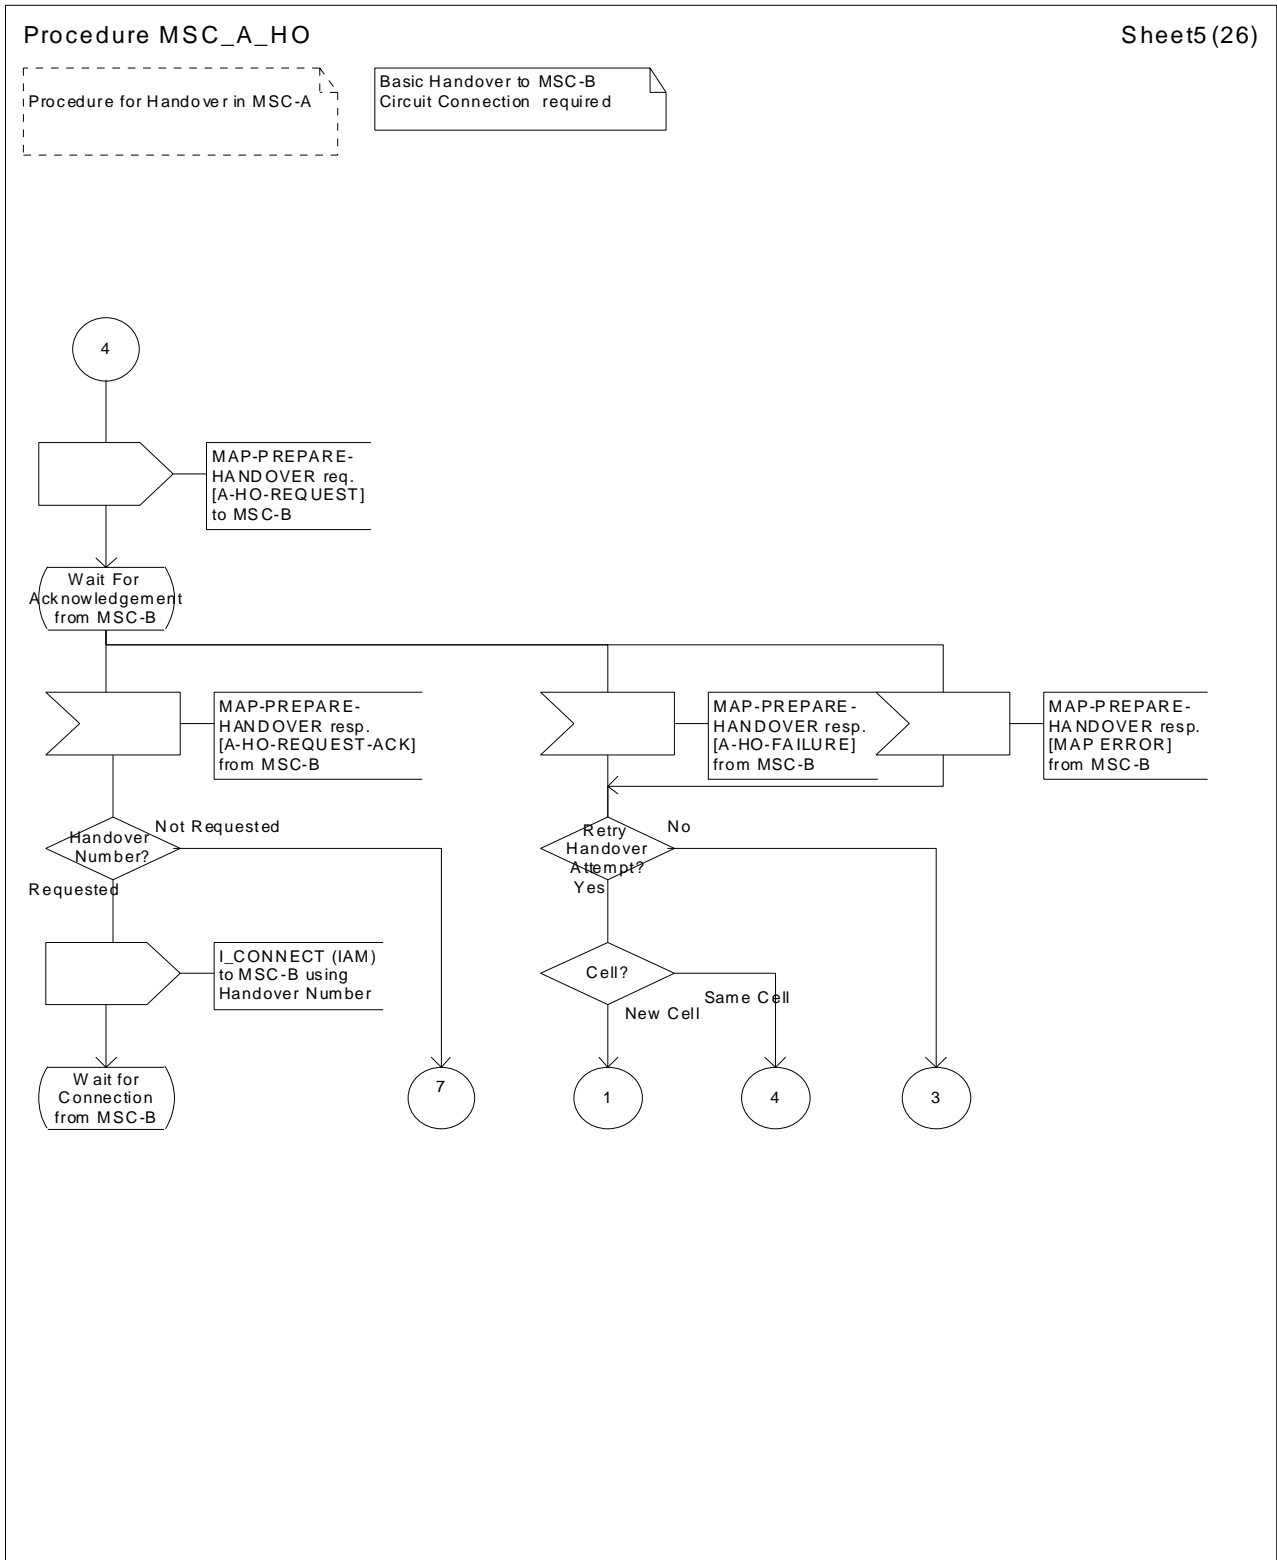 Procedure MSC_A_HO
Sheet5 (26)
Procedure for Handover in MSC-A
Basic Handover to MSC-B
Circuit Connection required
4
MAP-PREPARE-
HANDOVER req.
[A-HO-REQUEST]
to MSC-B
Wait For
Acknowledgement
from MSC-B
MAP-PREPARE-
HANDOVER resp.
[A-HO-REQUEST-ACK]
from MSC-B
MAP-PREPARE-
HANDOVER resp.
[A-HO-FAILURE]
from MSC-B
MAP-PREPARE-
HANDOVER resp.
[MAP ERROR]
from MSC-B
Handover
Number?
Not Requested
Requested
Retry
Handover
Attempt?
No
Yes
I_CONNECT (IAM)
to MSC-B using
Handover Number
Cell?
Same Cell
New Cell
Wait for
Connection
from MSC-B
7
1
4
3